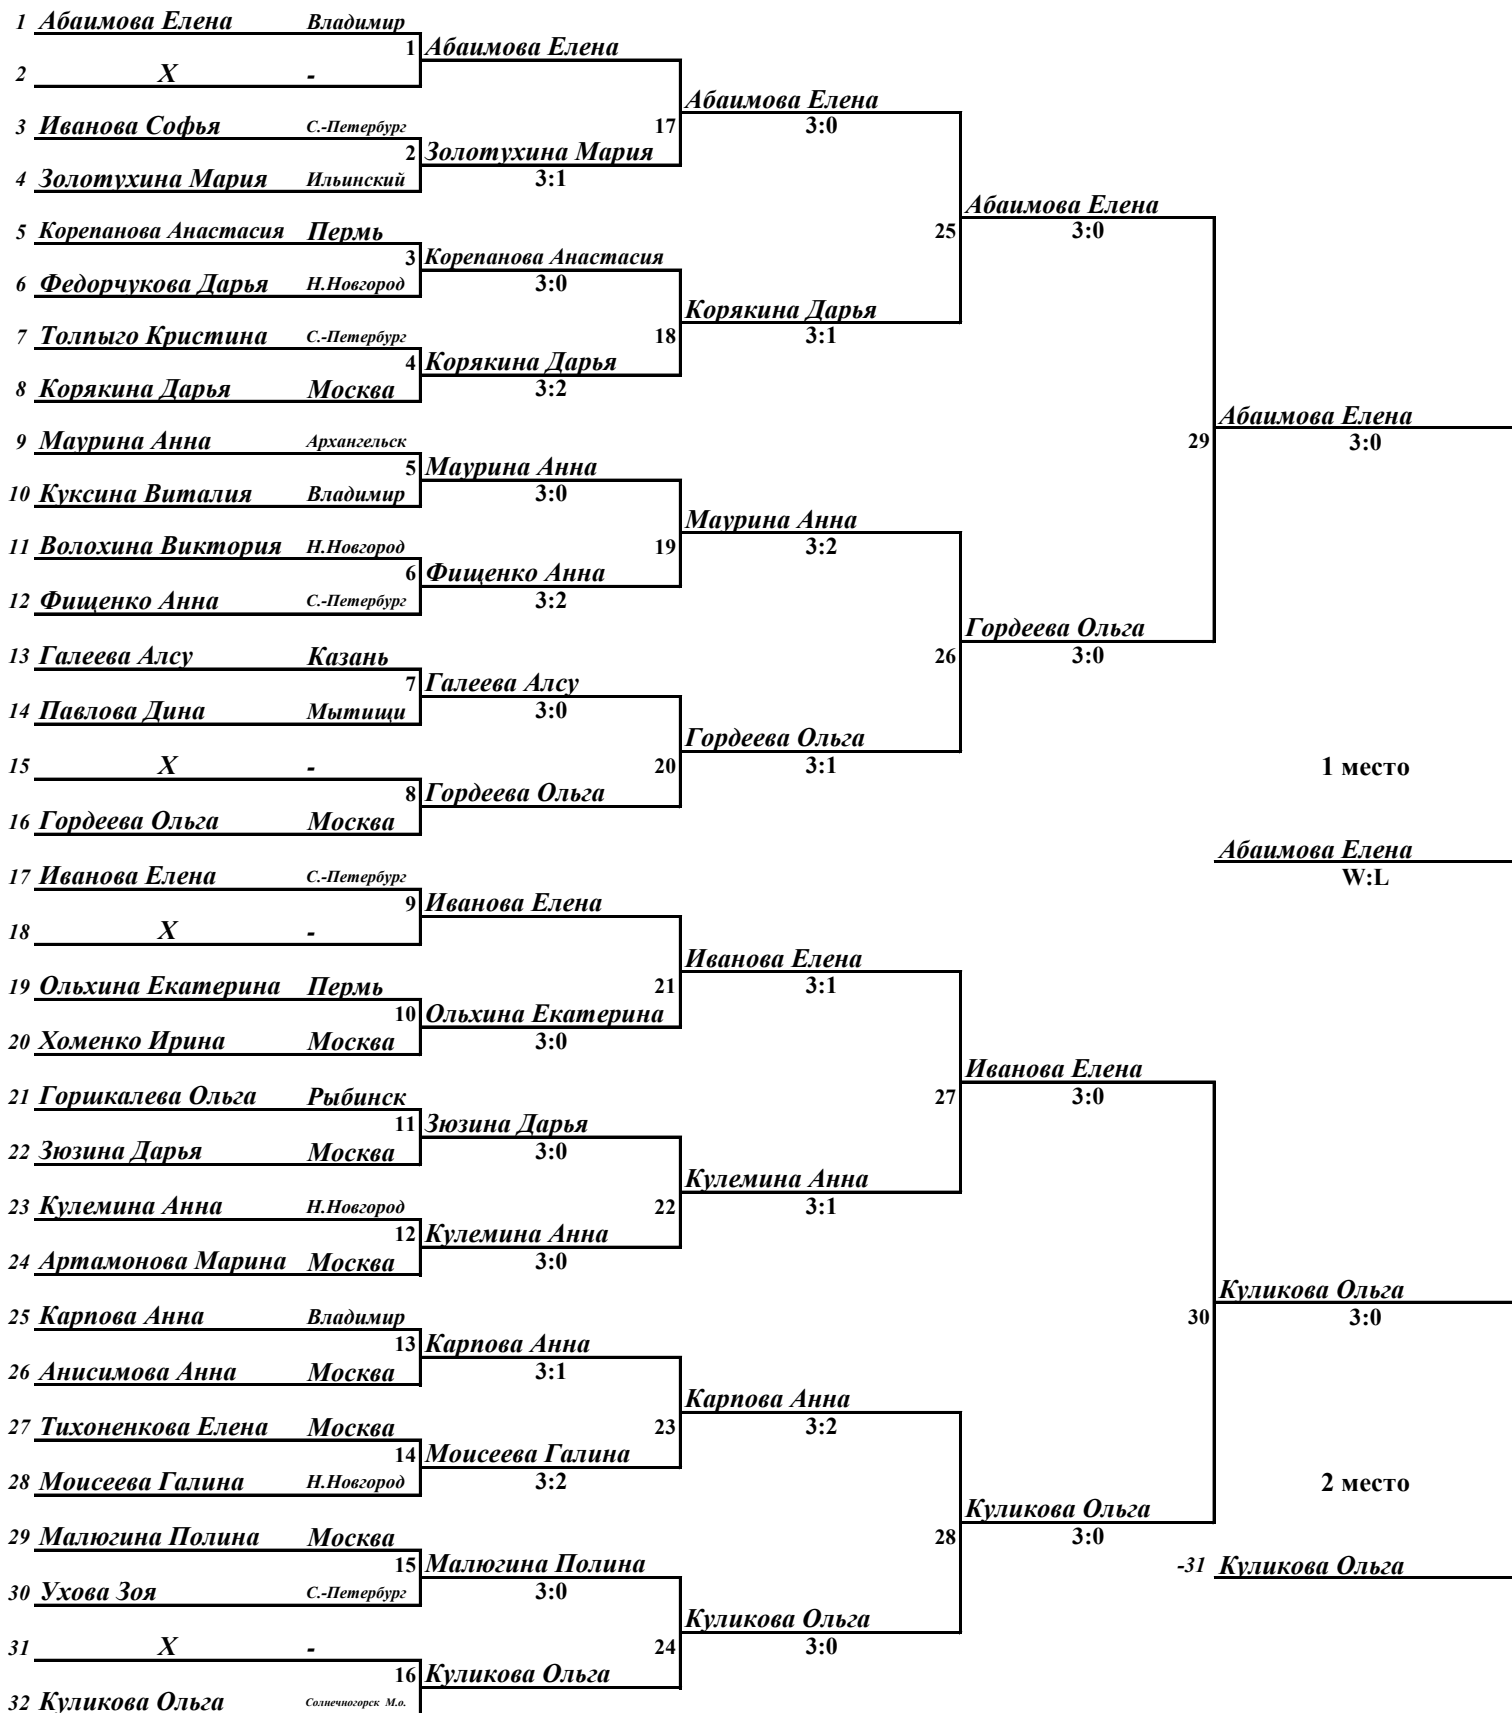 1 Абаимова Елена Владимир
1 Абаимова Елена
2 X -
Абаимова Елена
17 3:0
3 Иванова Софья С.-Петербург
2 Золотухина Мария
4 Золотухина Мария Ильинский 3:1
Абаимова Елена
25 3:0
5 Корепанова Анастасия Пермь
3 Корепанова Анастасия
6 Федорчукова Дарья Н.Новгород 3:0
Корякина Дарья
18 3:1
7 Толпыго Кристина С.-Петербург
4 Корякина Дарья
8 Корякина Дарья Москва 3:2
Абаимова Елена
29 3:0
9 Маурина Анна Архангельск
5 Маурина Анна
10 Куксина Виталия Владимир 3:0
Маурина Анна
19 3:2
11 Волохина Виктория Н.Новгород
6 Фищенко Анна
12 Фищенко Анна С.-Петербург 3:2
Гордеева Ольга
26 3:0
13 Галеева Алсу Казань
7 Галеева Алсу
14 Павлова Дина Мытищи 3:0
Гордеева Ольга
20 3:1
15 X -
1 место
8 Гордеева Ольга
16 Гордеева Ольга Москва
Абаимова Елена
W:L
17 Иванова Елена С.-Петербург
9 Иванова Елена
18 X -
Иванова Елена
21 3:1
19 Ольхина Екатерина Пермь
10 Ольхина Екатерина
20 Хоменко Ирина Москва 3:0
Иванова Елена
27 3:0
21 Горшкалева Ольга Рыбинск
11 Зюзина Дарья
22 Зюзина Дарья Москва 3:0
Кулемина Анна
22 3:1
23 Кулемина Анна Н.Новгород
12 Кулемина Анна
24 Артамонова Марина Москва 3:0
Куликова Ольга
30 3:0
25 Карпова Анна Владимир
13 Карпова Анна
26 Анисимова Анна Москва 3:1
Карпова Анна
23 3:2
27 Тихоненкова Елена Москва
14 Моисеева Галина
28 Моисеева Галина Н.Новгород 3:2
2 место
Куликова Ольга
28 3:0
29 Малюгина Полина Москва
15 Малюгина Полина
-31 Куликова Ольга
30 Ухова Зоя С.-Петербург 3:0
Куликова Ольга
24 3:0
31 X -
16 Куликова Ольга
32 Куликова Ольга Солнечногорск М.о.